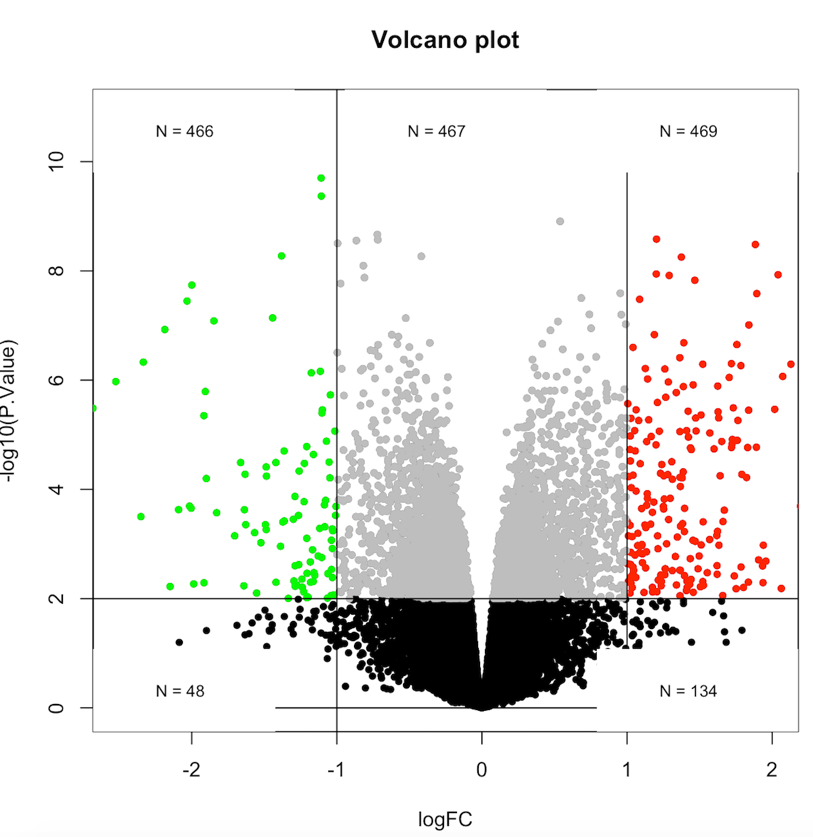 Volcano plot
N = 466
N = 467
N = 469
10
8
6
4
2
0
-log10(P.Value)
N = 48
N = 134
-2
-1
0
1
2
logFC